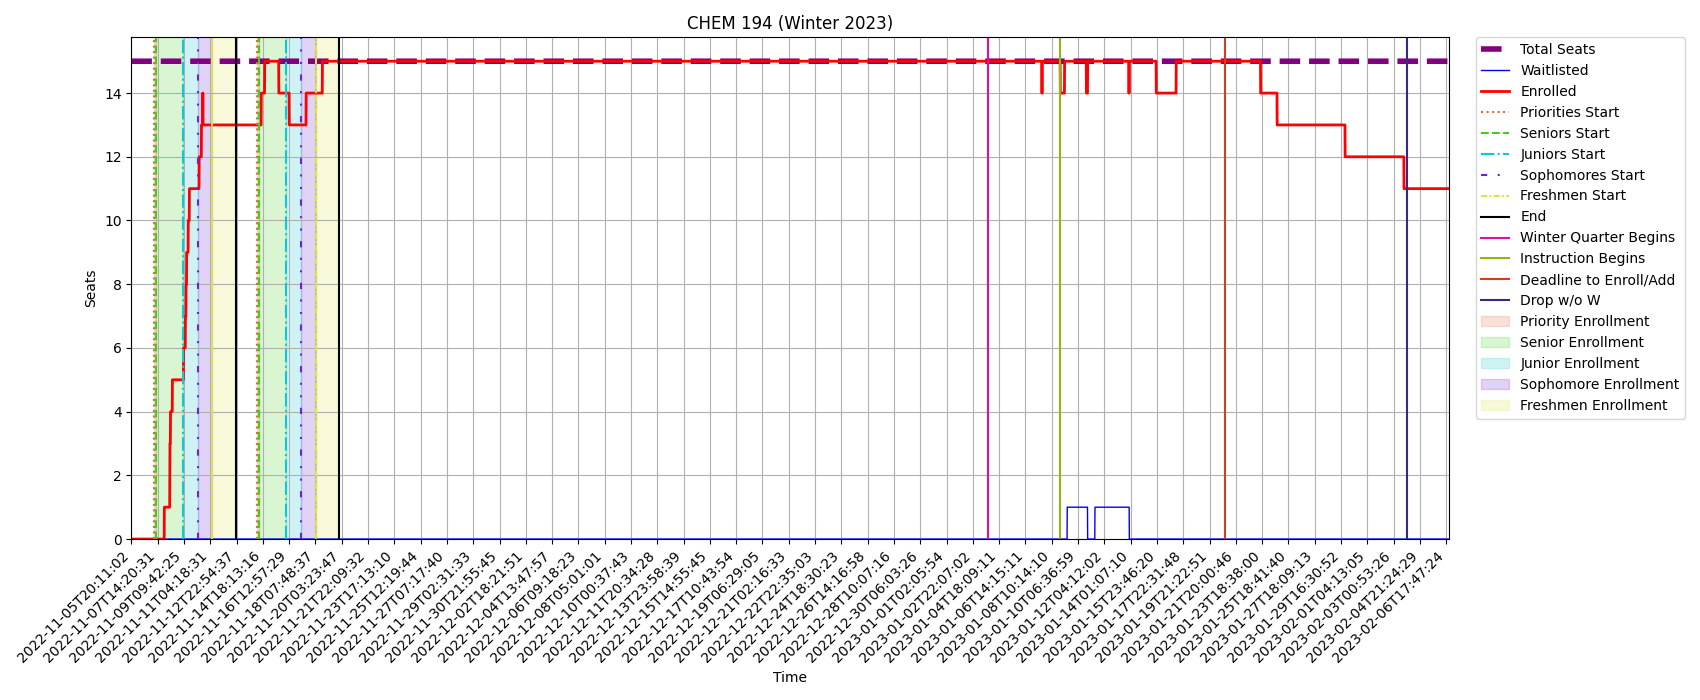 CHEM 194 (Winter 2023)
Seats
14
12
10
8
6
4
2
0
2022-11-05T20:11:02
2022-11-07T14:20:31
2022-11-09T09:42:25
2022-11-11T04:18:31
2022-11-12T22:54:37
2022-11-14T18:13:16
2022-11-16T12:57:29
2022-11-18T07:48:37
2022-11-20T03:23:47
2022-11-21T22:09:32
2022-11-23T17:13:10
2022-11-25T12:19:44
2022-11-27T07:17:40
2022-11-29T02:31:33
2022-11-30T21:55:45
2022-12-02T18:21:51
2022-12-04T13:47:57
2022-12-06T09:18:23
2022-12-08T05:01:01
2022-12-10T00:37:43
2022-12-11T20:34:28
2022-12-13T23:58:39
2022-12-15T14:55:45
2022-12-17T10:43:54
2022-12-19T06:29:05
2022-12-21T02:16:33
2022-12-22T22:35:03
2022-12-24T18:30:23
2022-12-26T14:16:58
2022-12-28T10:07:16
2022-12-30T06:03:26
2023-01-01T02:05:54
2023-01-02T22:07:02
2023-01-04T18:09:11
2023-01-06T14:15:11
2023-01-08T10:14:10
2023-01-10T06:36:59
2023-01-12T04:12:02
2023-01-14T01:07:10
2023-01-15T23:46:20
2023-01-17T22:31:48
2023-01-19T21:22:51
2023-01-21T20:00:46
2023-01-23T18:38:00
2023-01-25T18:41:40
2023-01-27T18:09:13
2023-01-29T16:30:52
2023-02-01T04:13:05
2023-02-03T00:53:26
2023-02-04T21:24:29
2023-02-06T17:47:24
Time
Total Seats
Waitlisted
Enrolled
Priorities Start
Seniors Start
Juniors Start
Sophomores Start
Freshmen Start
End
Winter Quarter Begins
Instruction Begins
Deadline to Enroll/Add
Drop w/o W
Priority Enrollment
Senior Enrollment
Junior Enrollment
Sophomore Enrollment
Freshmen Enrollment